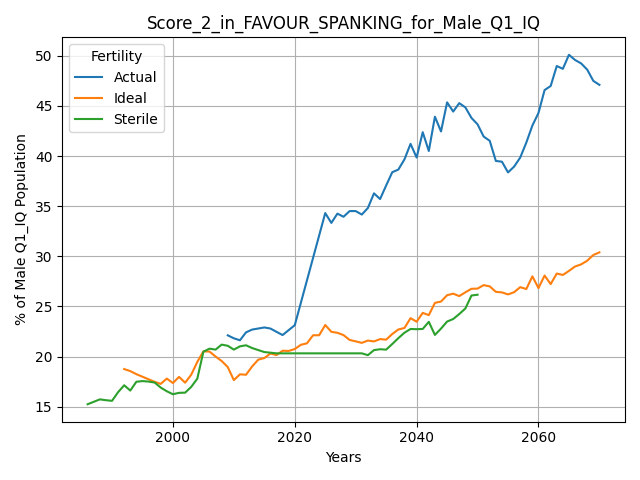 Score_2_in_FAVOUR_SPANKING_for_Male_Q1_IQ
Fertility
Actual
Ideal
Sterile
% of Male Q1_IQ Population
50
45
40
35
30
25
20
15
2000 2020 2040 2060
Years